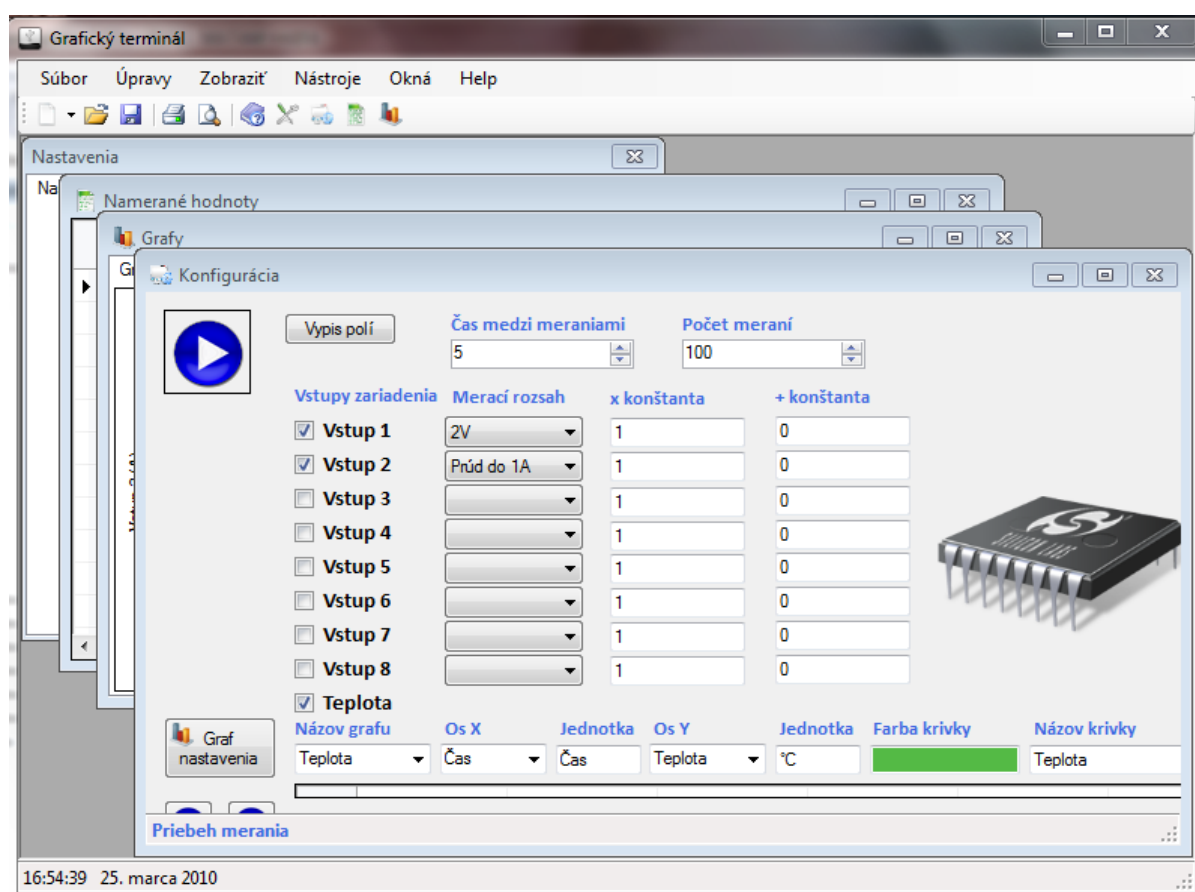 Grafický terminál
Súbor Úpravy Zobraziť Nástroje Okná Help
Nastavenia
Na
Namerané hodnoty
Grafy
Gr
Konfigurácia
Vypis polí
Čas medzi meraniami Počet meraní
5 100
Vstupy zariadenia Merací rozsah x konštanta + konštanta
Vstup 1 2V 1 0
Vstup 2 Prúd do 1A 1 0
Vstup 3 1 0
Vstup 4 1 0
Vstup 5 1 0
Vstup 6 1 0
Vstup 7 1 0
Vstup 8 1 0
Teplota
SILICON LABS
Graf nastavenia
Názov grafu Os X Jednotka Os Y Jednotka Farba krivky Názov krivky
Teplota Čas Čas Teplota °C Teplota
Priebeh merania
16:54:39 25. marca 2010